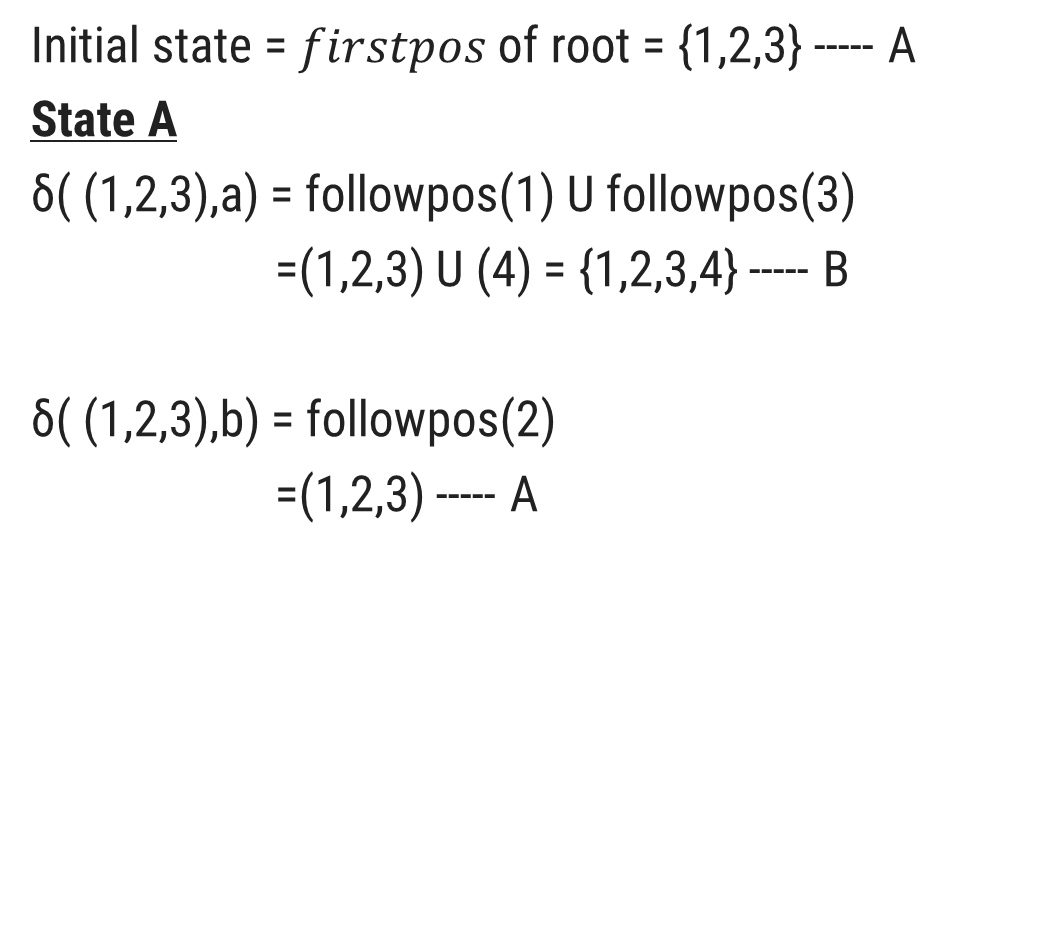 Initial state = firstpos of root = {1,2,3} ----- A
State A
δ( (1,2,3),a) = followpos(1) U followpos(3)
=(1,2,3) U (4) = {1,2,3,4} ----- B
δ( (1,2,3),b) = followpos(2)
=(1,2,3) ----- A